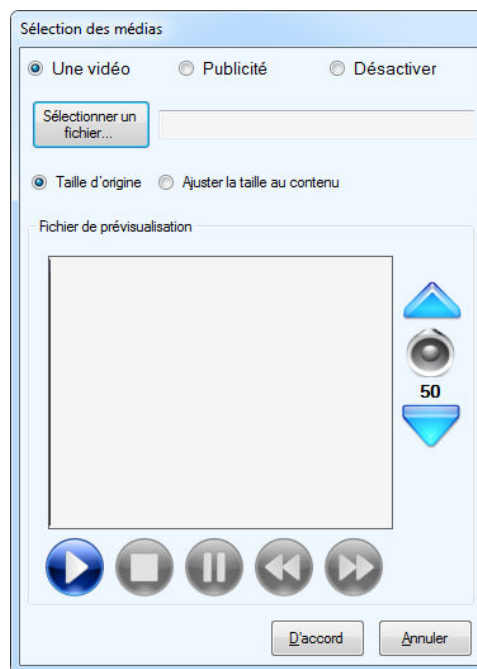 Sélection des médias
Une vidéo Publicité Désactiver
Sélectionner un
fichier...
Taille d'origine Ajuster la taille au contenu
Fichier de prévisualisation
50
D'accord Annuler